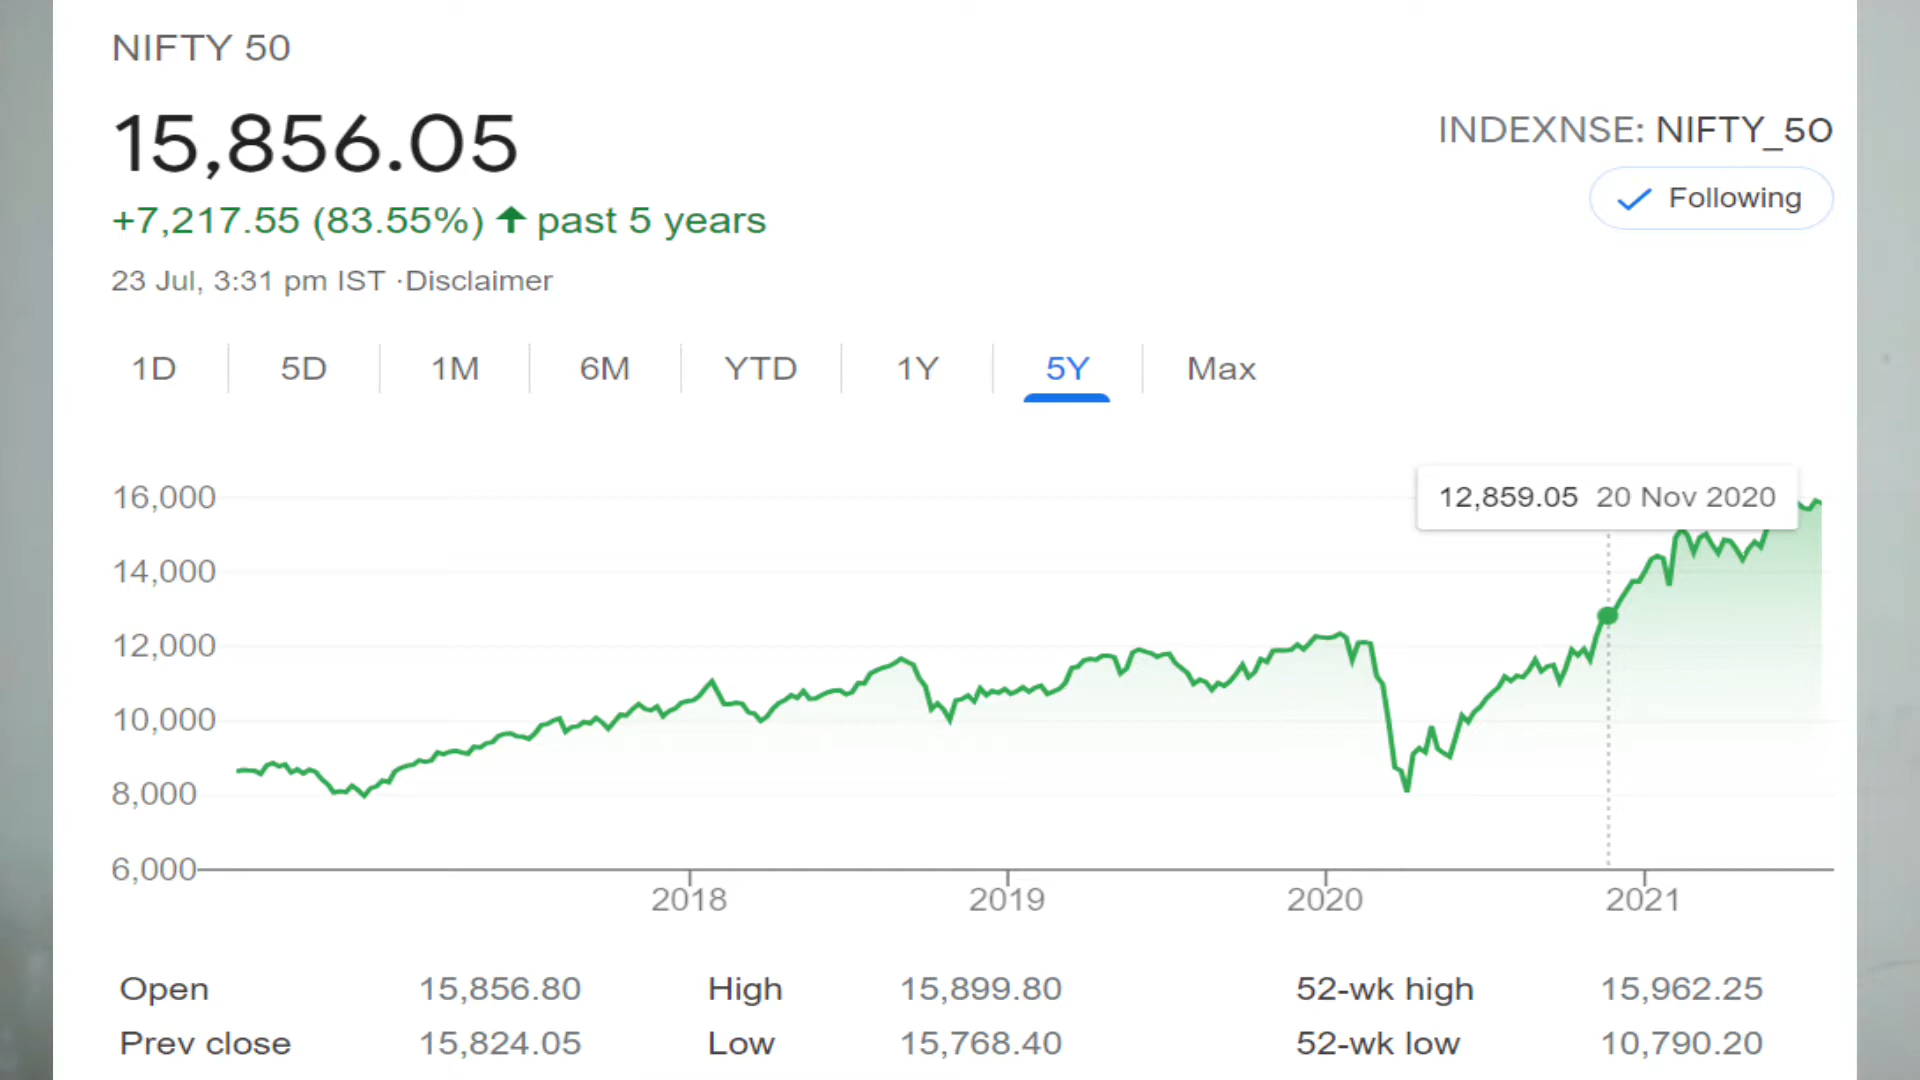 NIFTY 50
15,856.05
INDEXNSE: NIFTY_50
Following
+7,217.55 (83.55%) ↑ past 5 years
23 Jul, 3:31 pm IST ·Disclaimer
1D 5D 1M 6M YTD 1Y 5Y Max
12,859.05 20 Nov 2020
16,000
14,000
12,000
10,000
8,000
6,000
2018 2019 2020 2021
Open 15,856.80 High 15,899.80 52-wk high 15,962.25
Prev close 15,824.05 Low 15,768.40 52-wk low 10,790.20